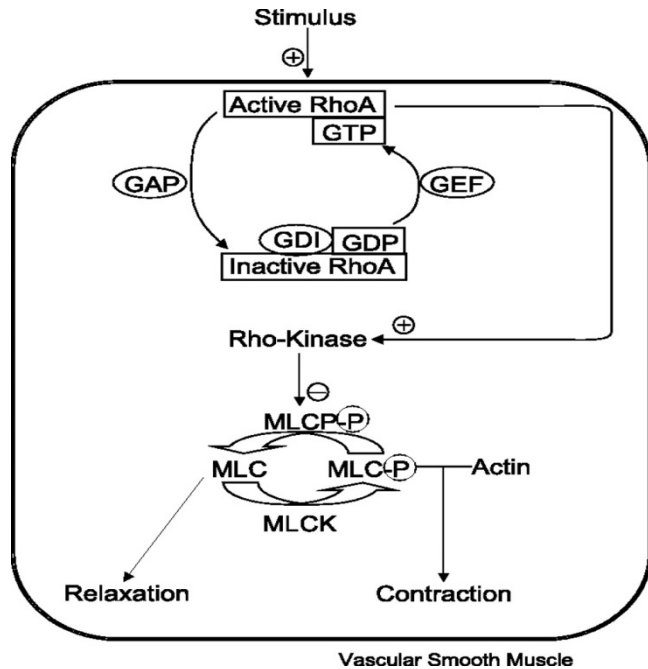 Stimulus
+
Active RhoA
GTP
GAP
GEF
GDI GDP
Inactive RhoA
Rho-Kinase
+
−
MLCP-P
MLC MLC-P Actin
MLCK
Relaxation Contraction
Vascular Smooth Muscle